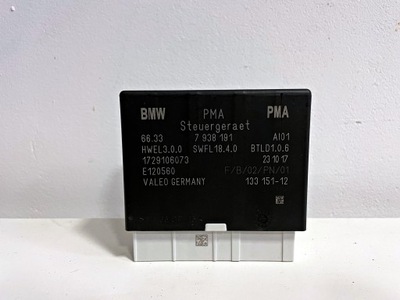 BMW PMA PMA
Steuergeraet
66.33 7 938 191 AI01
HWEL3.0.0 SWFL18.4.0 BTLD1.0.6
1729106073 23.10.17
E120560 F/B/02/PN/01
VALEO GERMANY 133 151-12